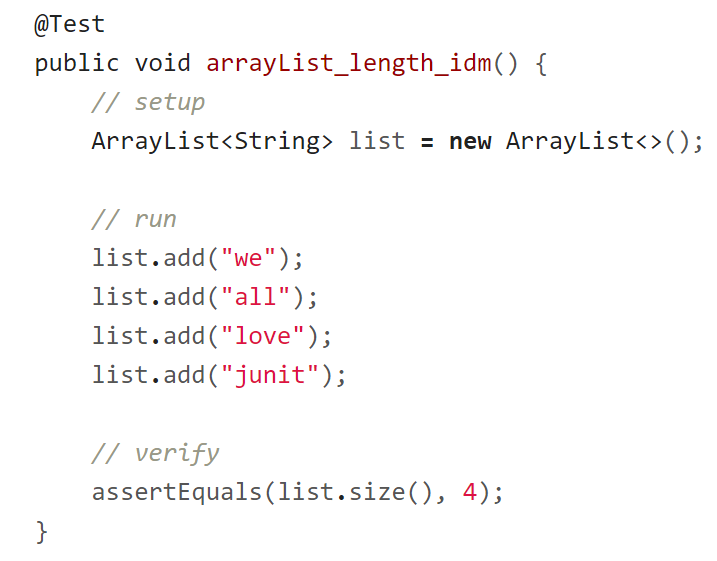 @Test
public void arrayList_length_idm() {
    // setup
    ArrayList<String> list = new ArrayList<>();

    // run
    list.add("we");
    list.add("all");
    list.add("love");
    list.add("junit");

    // verify
    assertEquals(list.size(), 4);
}